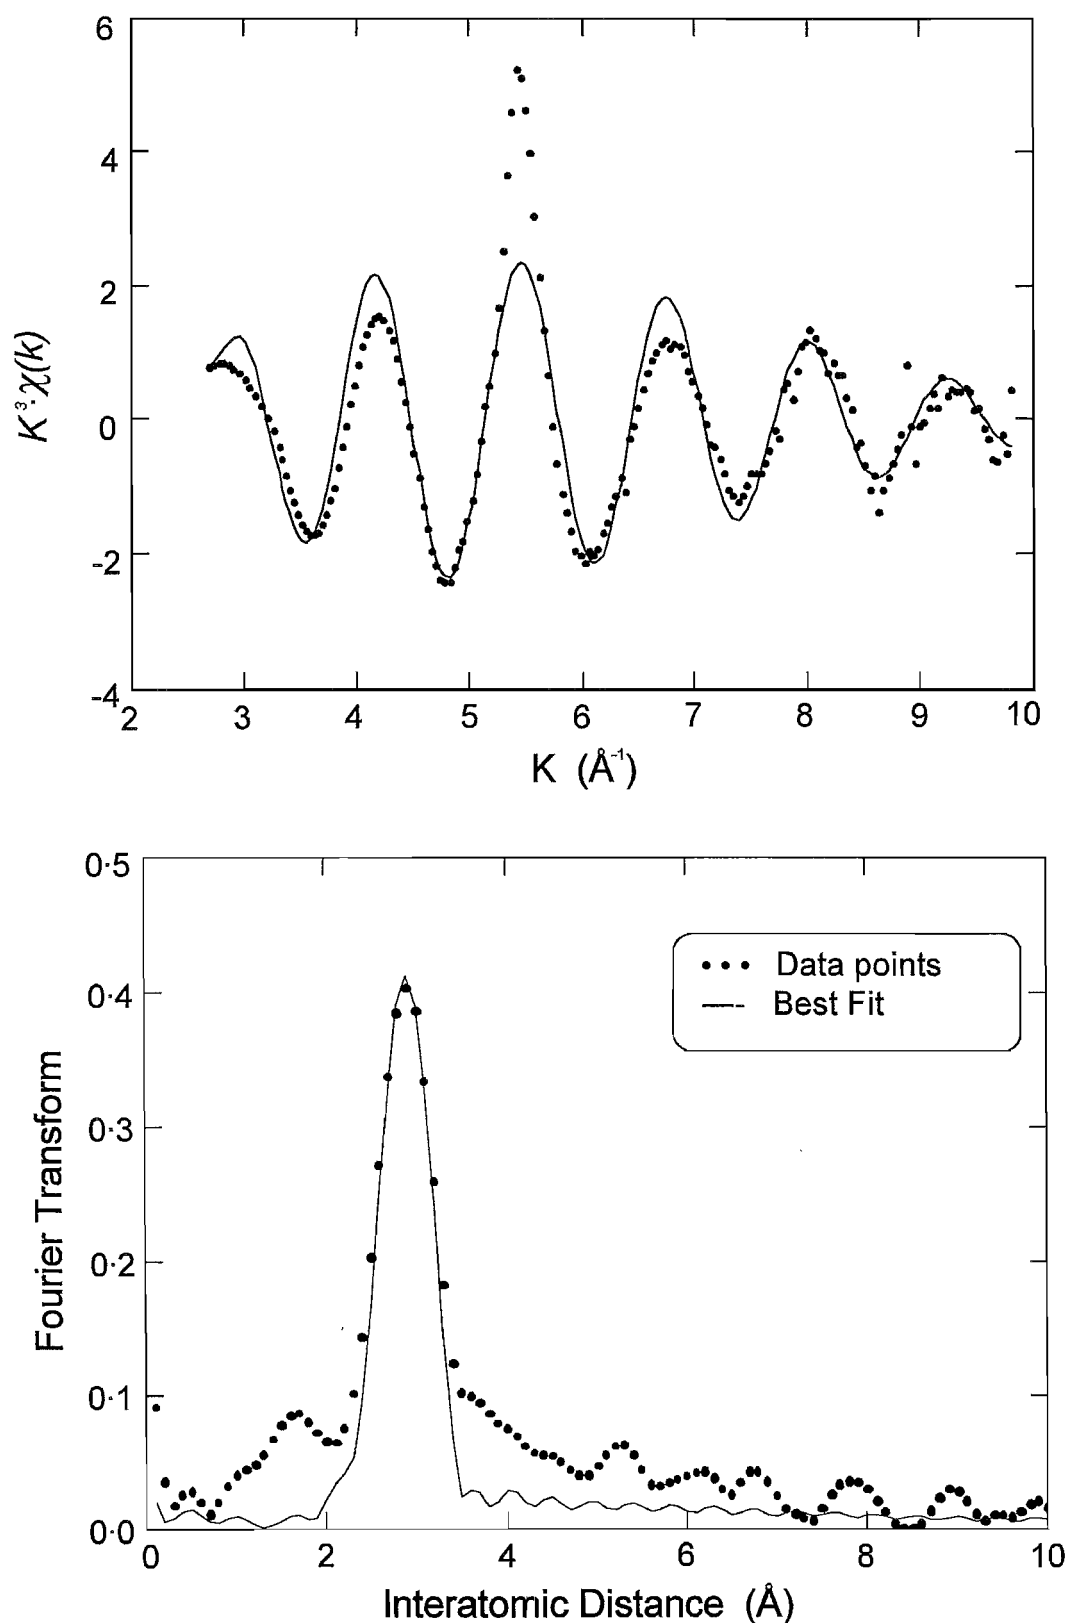 6
4
2
0
-2
-4
K³·χ(k)
2 3 4 5 6 7 8 9 10
K (Å⁻¹)
0·5
0·4
0·3
0·2
0·1
0·0
Fourier Transform
Data points
Best Fit
0 2 4 6 8 10
Interatomic Distance (Å)